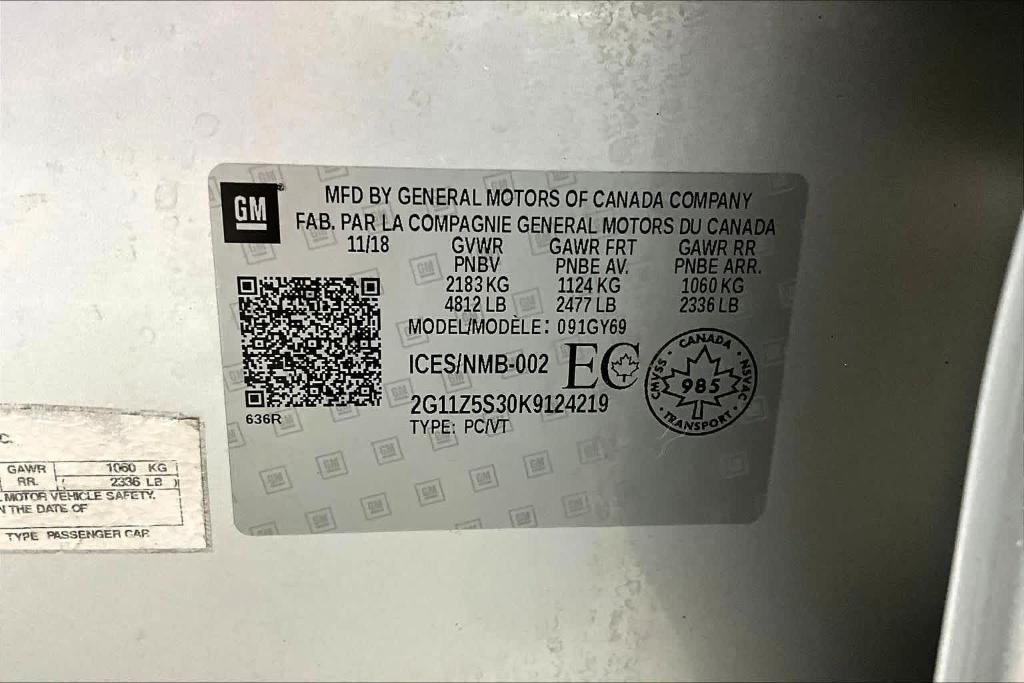 GM
MFD BY GENERAL MOTORS OF CANADA COMPANY
FAB. PAR LA COMPAGNIE GENERAL MOTORS DU CANADA
11/18 GVWR GAWR FRT GAWR RR
PNBV PNBE AV. PNBE ARR.
2183 KG 1124 KG 1060 KG
4812 LB 2477 LB 2336 LB
MODEL/MODÈLE: 091GY69
ICES/NMB-002 EC
2G11Z5S30K9124219
TYPE: PC/VT
636R
CANADA
CMVSS 985 NSVAC
TRANSPORT
C.
GAWR 1060 KG
RR. ( 2336 LB )
MOTOR VEHICLE SAFETY.
N THE DATE OF
TYPE PASSENGER CAR